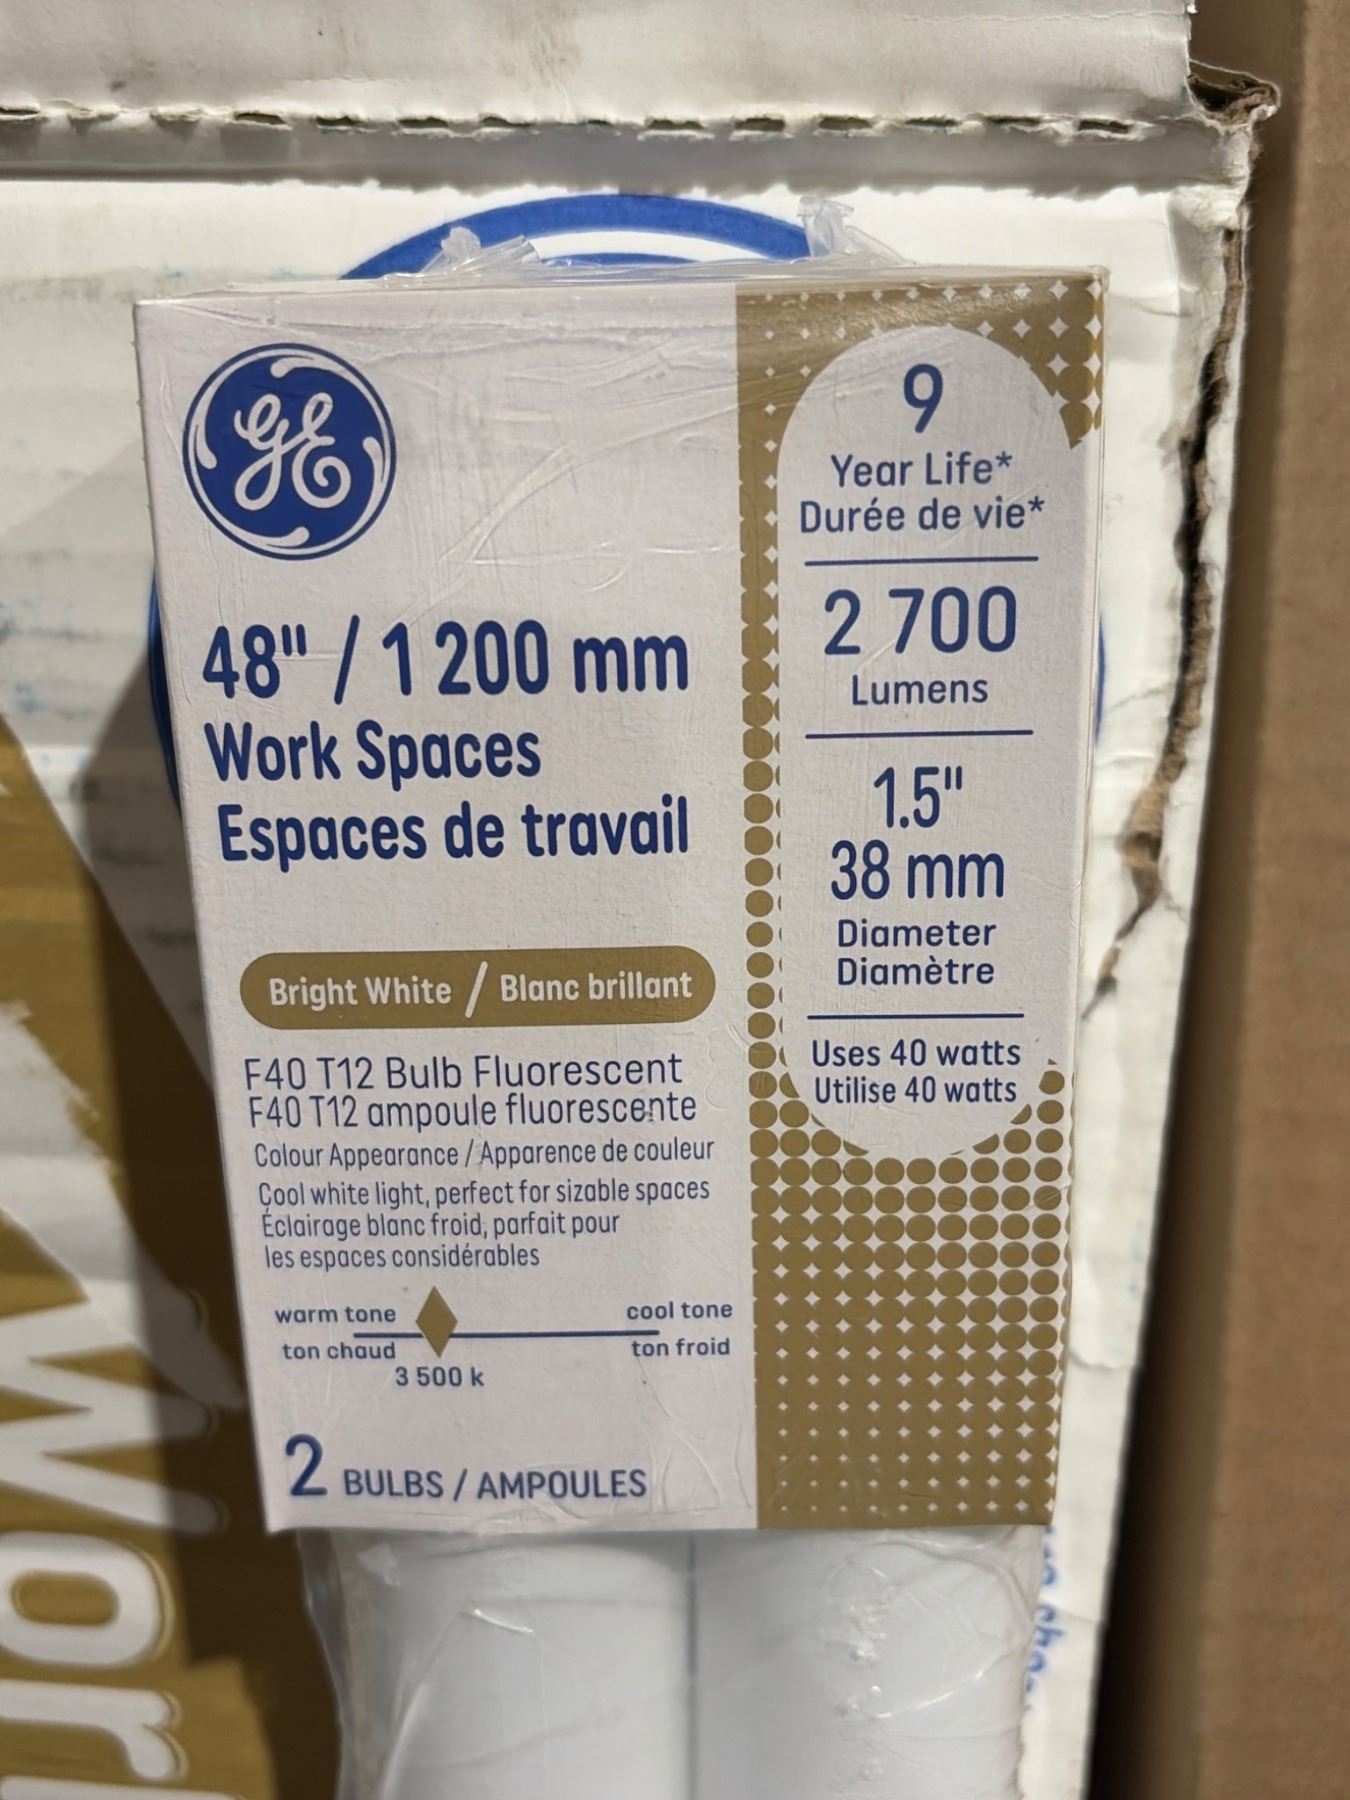 GE
48" / 1 200 mm
Work Spaces
Espaces de travail
Bright White / Blanc brillant
F40 T12 Bulb Fluorescent
F40 T12 ampoule fluorescente
Colour Appearance / Apparence de couleur
Cool white light, perfect for sizable spaces
Éclairage blanc froid, parfait pour
les espaces considérables
warm tone cool tone
ton chaud ton froid
3 500 k
2 BULBS / AMPOULES
9
Year Life*
Durée de vie*
2 700
Lumens
1.5"
38 mm
Diameter
Diamètre
Uses 40 watts
Utilise 40 watts